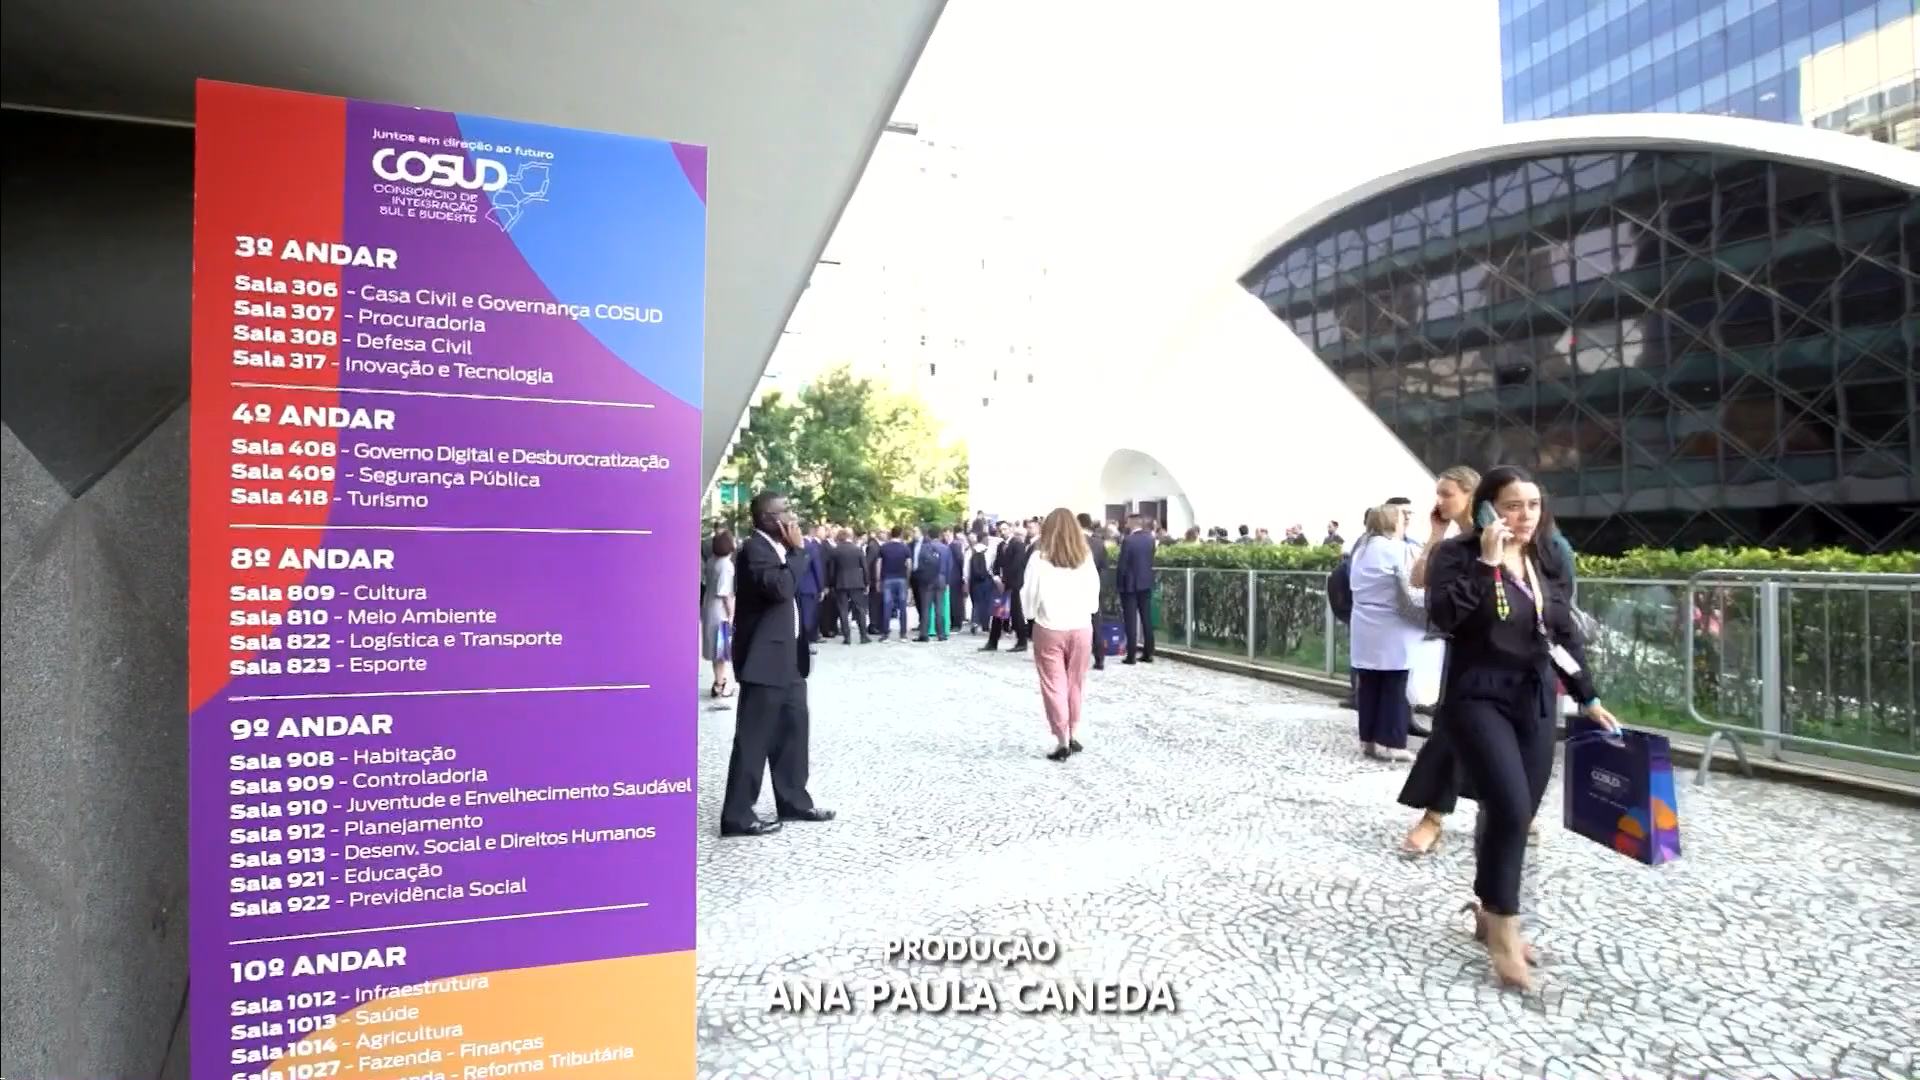 Juntos em direção ao futuro
COSUD
CONSÓRCIO DE
INTEGRAÇÃO
SUL E SUDESTE
3º ANDAR
Sala 306 - Casa Civil e Governança COSUD
Sala 307 - Procuradoria
Sala 308 - Defesa Civil
Sala 317 - Inovação e Tecnologia
4º ANDAR
Sala 408 - Governo Digital e Desburocratização
Sala 409 - Segurança Pública
Sala 418 - Turismo
8º ANDAR
Sala 809 - Cultura
Sala 810 - Meio Ambiente
Sala 822 - Logística e Transporte
Sala 823 - Esporte
9º ANDAR
Sala 908 - Habitação
Sala 909 - Controladoria
Sala 910 - Juventude e Envelhecimento Saudável
Sala 912 - Planejamento
Sala 913 - Desenv. Social e Direitos Humanos
Sala 921 - Educação
Sala 922 - Previdência Social
10º ANDAR
Sala 1012 - Infraestrutura
Sala 1013 - Saúde
Sala 1014 - Agricultura
Sala 1027 - Fazenda - Finanças
- Reforma Tributária
COSUD
PRODUÇÃO
ANA PAULA CANEDA